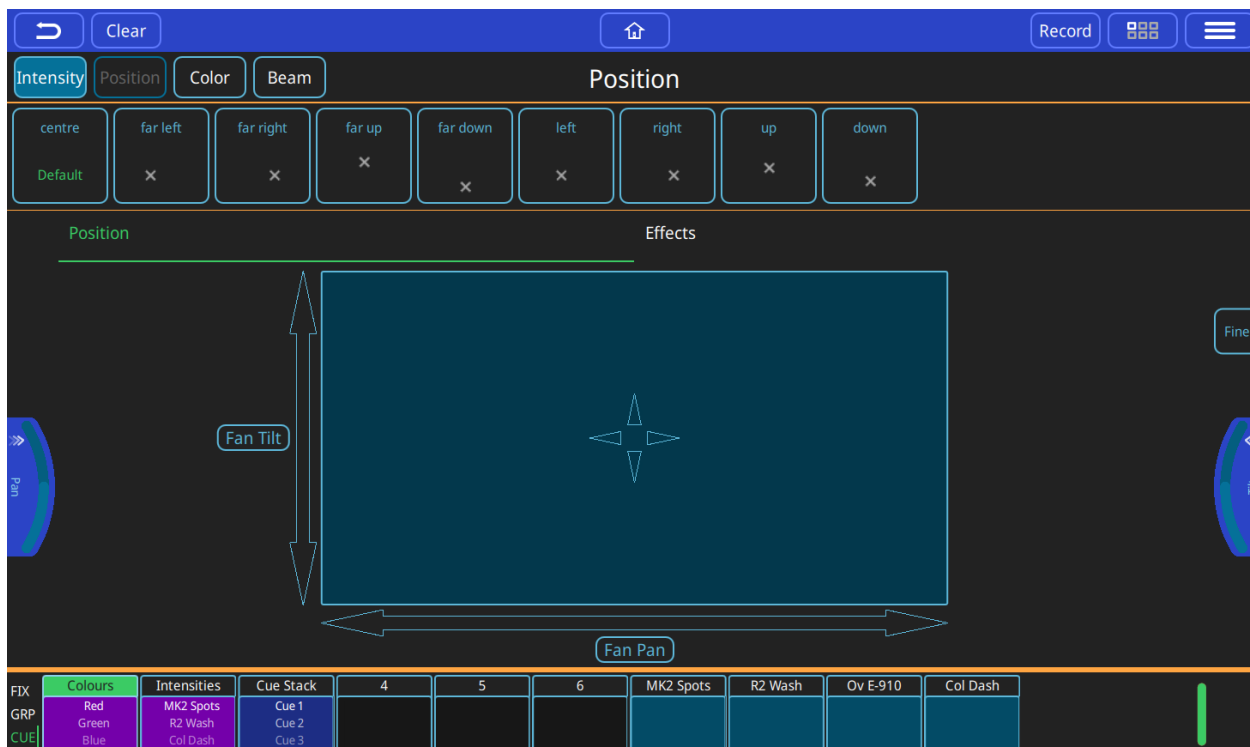 Clear
Record
Intensity Position Color Beam
Position
centre far left far right far up far down left right up down
Default
Position Effects
Fine
Fan Tilt
Pan
Fan Pan
FIX Colours Intensities Cue Stack 4 5 6 MK2 Spots R2 Wash Ov E-910 Col Dash
GRP Red MK2 Spots Cue 1
Green R2 Wash Cue 2
CUE Blue Col Dash Cue 3